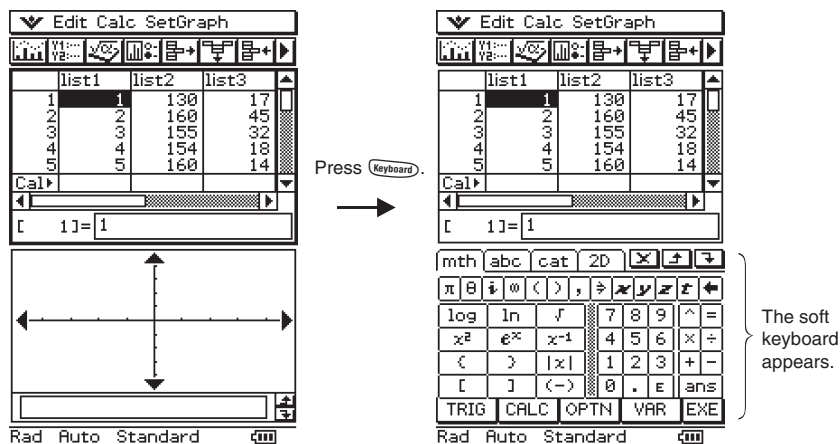 Edit Calc SetGraph
list1 list2 list3
1 1 130 17
2 2 160 45
3 3 155 32
4 4 154 18
5 5 160 14
Cal
[ 1]= 1
Rad Auto Standard
Press Keyboard.
Edit Calc SetGraph
list1 list2 list3
1 1 130 17
2 2 160 45
3 3 155 32
4 4 154 18
5 5 160 14
Cal
[ 1]= 1
mth abc cat 2D
π θ i ∞ ( ) , ⇒ x y z t ←
log ln √ 7 8 9 ^ =
x² eˣ x⁻¹ 4 5 6 × ÷
{ } |x| 1 2 3 + −
[ ] (−) 0 . E ans
TRIG CALC OPTN VAR EXE
Rad Auto Standard
The soft
keyboard
appears.